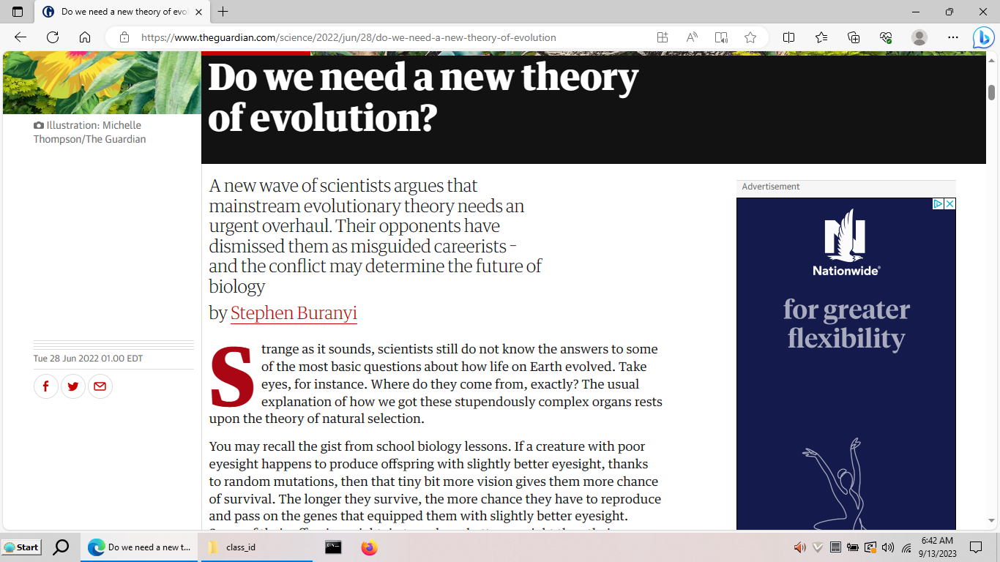 Do we need a new theory of evol
https://www.theguardian.com/science/2022/jun/28/do-we-need-a-new-theory-of-evolution
Do we need a new theory
of evolution?
Illustration: Michelle
Thompson/The Guardian
A new wave of scientists argues that
mainstream evolutionary theory needs an
urgent overhaul. Their opponents have
dismissed them as misguided careerists –
and the conflict may determine the future of
biology
by Stephen Buranyi
Tue 28 Jun 2022 01.00 EDT
Strange as it sounds, scientists still do not know the answers to some
of the most basic questions about how life on Earth evolved. Take
eyes, for instance. Where do they come from, exactly? The usual
explanation of how we got these stupendously complex organs rests
upon the theory of natural selection.
You may recall the gist from school biology lessons. If a creature with poor
eyesight happens to produce offspring with slightly better eyesight, thanks
to random mutations, then that tiny bit more vision gives them more chance
of survival. The longer they survive, the more chance they have to reproduce
and pass on the genes that equipped them with slightly better eyesight.
Advertisement
N
Nationwide®
for greater
flexibility
Start
Do we need a new t...
class_id
6:42 AM
9/13/2023